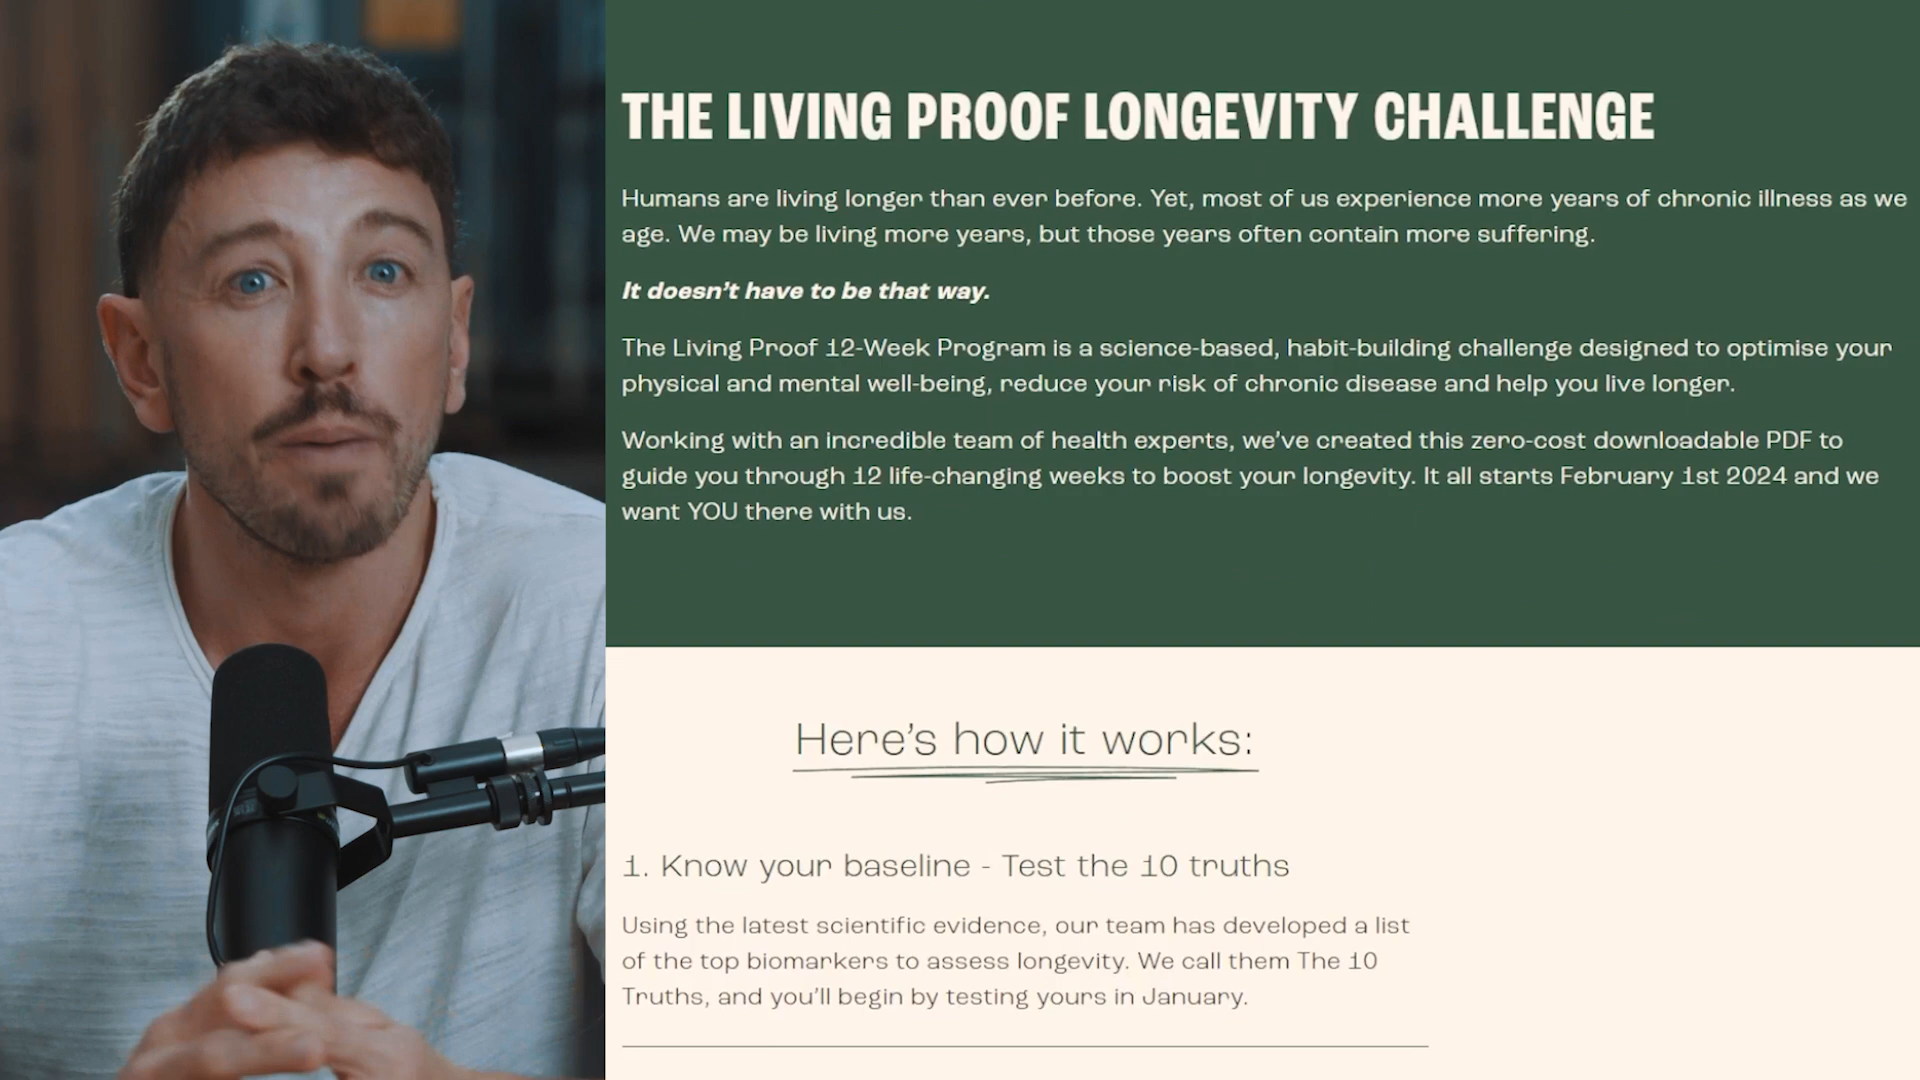 THE LIVING PROOF LONGEVITY CHALLENGE
Humans are living longer than ever before. Yet, most of us experience more years of chronic illness as we
age. We may be living more years, but those years often contain more suffering.
It doesn’t have to be that way.
The Living Proof 12-Week Program is a science-based, habit-building challenge designed to optimise your
physical and mental well-being, reduce your risk of chronic disease and help you live longer.
Working with an incredible team of health experts, we’ve created this zero-cost downloadable PDF to
guide you through 12 life-changing weeks to boost your longevity. It all starts February 1st 2024 and we
want YOU there with us.
Here’s how it works:
1. Know your baseline - Test the 10 truths
Using the latest scientific evidence, our team has developed a list
of the top biomarkers to assess longevity. We call them The 10
Truths, and you’ll begin by testing yours in January.